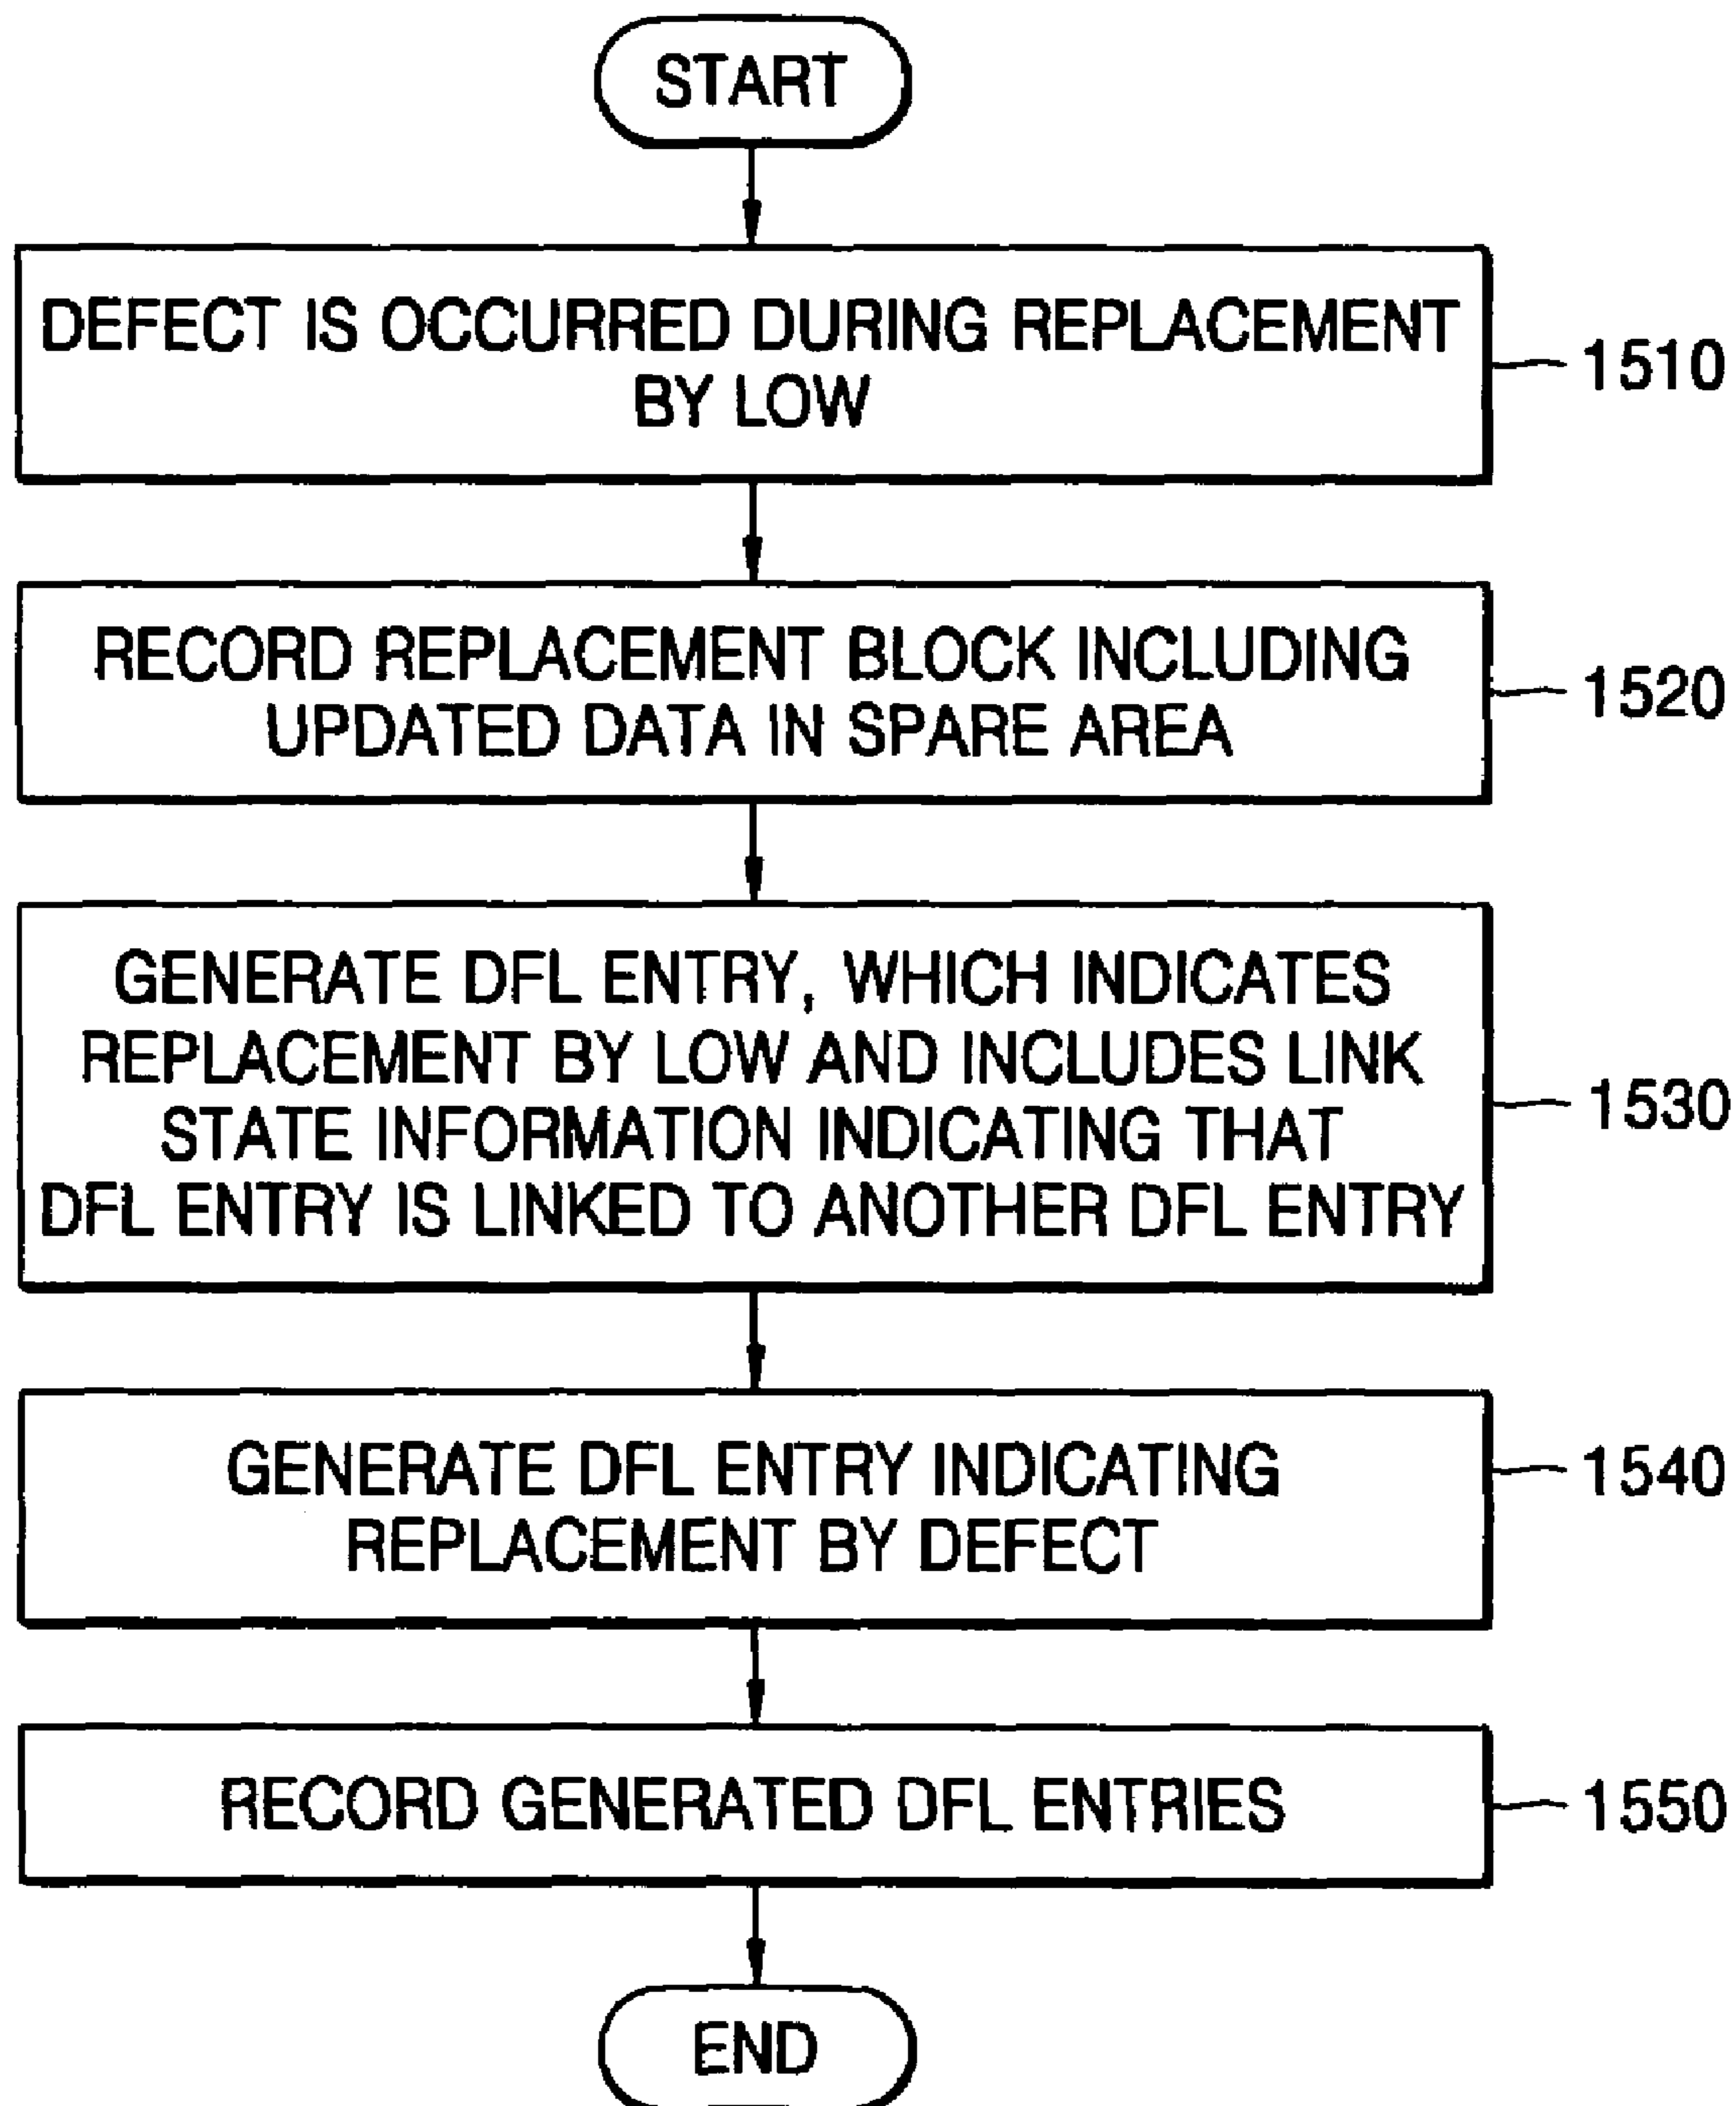 START
DEFECT IS OCCURRED DURING REPLACEMENT
BY LOW
1510
RECORD REPLACEMENT BLOCK INCLUDING
UPDATED DATA IN SPARE AREA
1520
GENERATE DFL ENTRY, WHICH INDICATES
REPLACEMENT BY LOW AND INCLUDES LINK
STATE INFORMATION INDICATING THAT
DFL ENTRY IS LINKED TO ANOTHER DFL ENTRY
1530
GENERATE DFL ENTRY INDICATING
REPLACEMENT BY DEFECT
1540
RECORD GENERATED DFL ENTRIES
1550
END